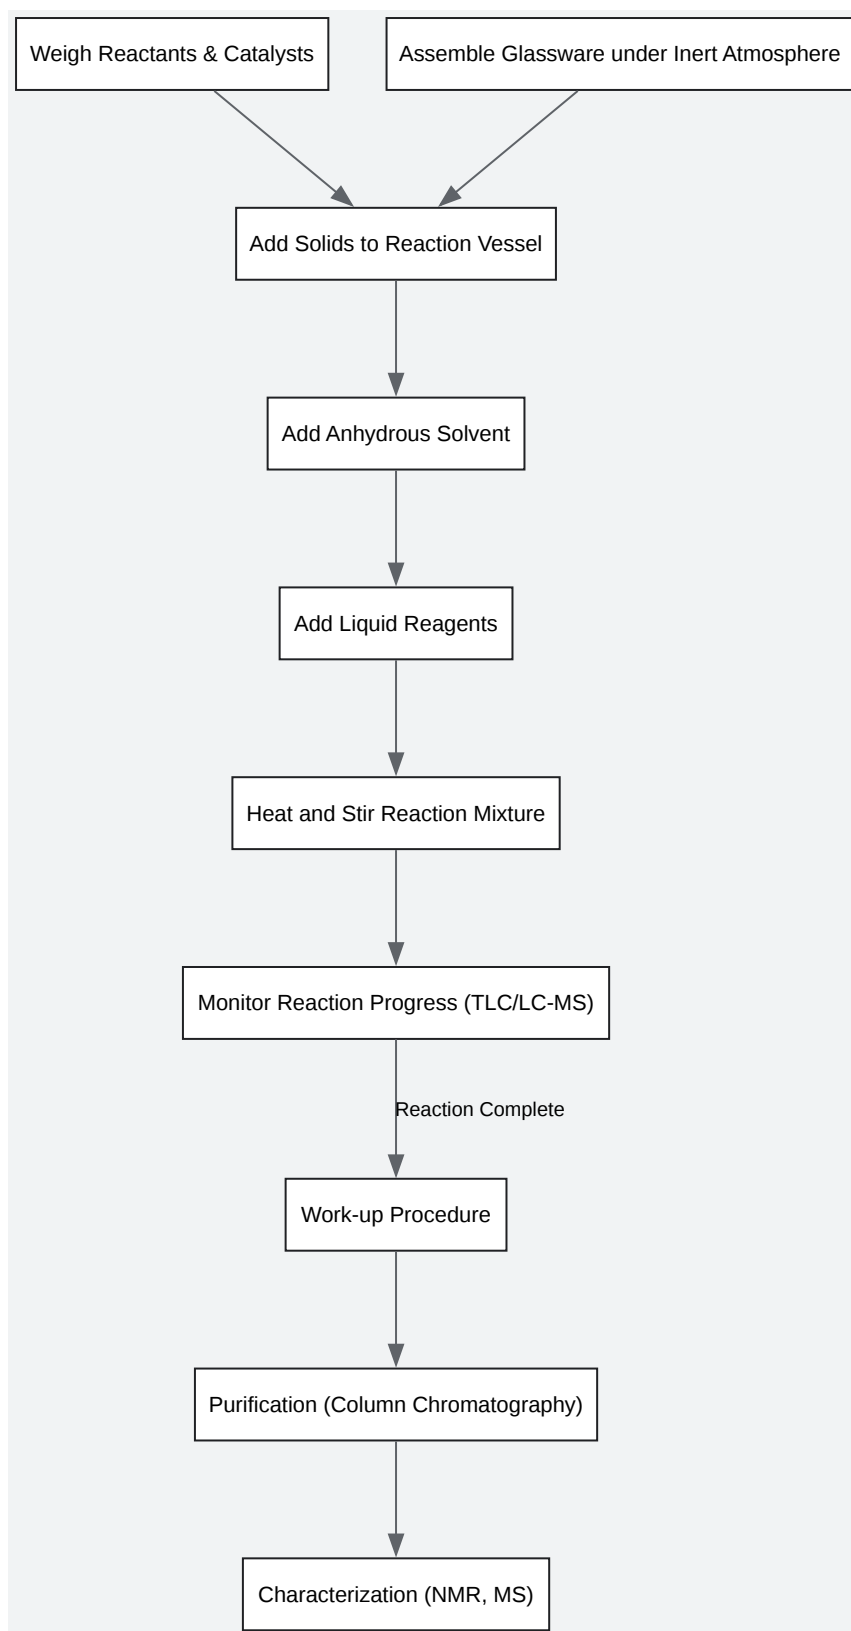 Weigh Reactants & Catalysts
Assemble Glassware under Inert Atmosphere
Add Solids to Reaction Vessel
Add Anhydrous Solvent
Add Liquid Reagents
Heat and Stir Reaction Mixture
Monitor Reaction Progress (TLC/LC-MS)
Reaction Complete
Work-up Procedure
Purification (Column Chromatography)
Characterization (NMR, MS)